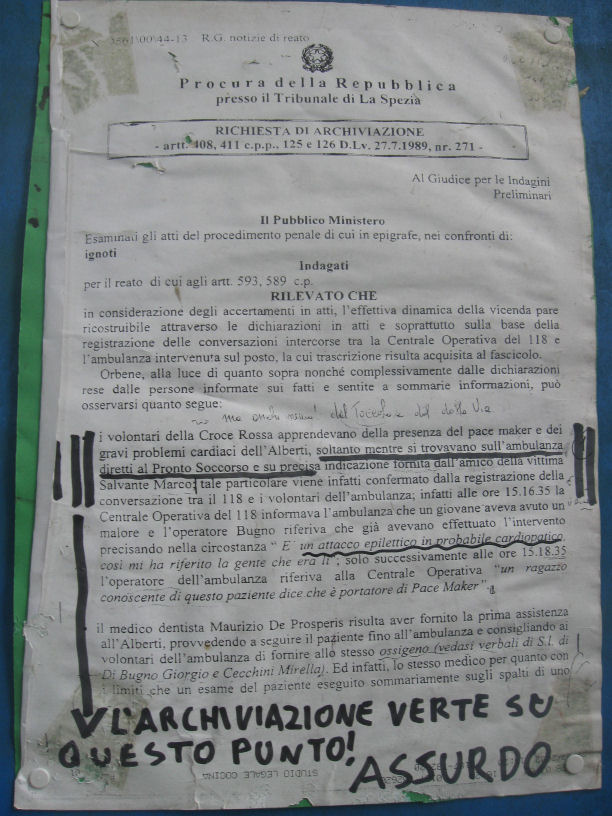 3561\00\44-13 R.G. notizie di reato
Procura della Repubblica
presso il Tribunale di La Spezia
RICHIESTA DI ARCHIVIAZIONE
- artt. 408, 411 c.p.p., 125 e 126 D.Lv. 27.7.1989, nr. 271 -
Al Giudice per le Indagini
Preliminari
Il Pubblico Ministero
Esaminati gli atti del procedimento penale di cui in epigrafe, nei confronti di:
ignoti
Indagati
per il reato di cui agli artt. 593, 589 c.p.
RILEVATO CHE
in considerazione degli accertamenti in atti, l'effettiva dinamica della vicenda pare
ricostruibile attraverso le dichiarazioni in atti e soprattutto sulla base della
registrazione delle conversazioni intercorse tra la Centrale Operativa del 118 e
l'ambulanza intervenuta sul posto, la cui trascrizione risulta acquisita al fascicolo.
Orbene, alla luce di quanto sopra nonché complessivamente dalle dichiarazioni
rese dalle persone informate sui fatti e sentite a sommarie informazioni, può
osservarsi quanto segue:
i volontari della Croce Rossa apprendevano della presenza del pace maker e dei
gravi problemi cardiaci dell'Alberti, soltanto mentre si trovavano sull'ambulanza
diretti al Pronto Soccorso e su precisa indicazione fornita dall'amico della vittima
Salvante Marco; tale particolare viene infatti confermato dalla registrazione della
conversazione tra il 118 e i volontari dell'ambulanza; infatti alle ore 15.16.35 la
Centrale Operativa del 118 informava l'ambulanza che un giovane aveva avuto un
malore e l'operatore Bugno riferiva che già avevano effettuato l'intervento
precisando nella circostanza " E' un attacco epilettico in probabile cardiopatico,
così mi ha riferito la gente che era lì"; solo successivamente alle ore 15.18.35
l'operatore dell'ambulanza riferiva alla Centrale Operativa "un ragazzo
conoscente di questo paziente dice che è portatore di Pace Maker".
il medico dentista Maurizio De Prosperis risulta aver fornito la prima assistenza
all'Alberti, provvedendo a seguire il paziente fino all'ambulanza e consigliando ai
volontari dell'ambulanza di fornire allo stesso ossigeno (vedasi verbali di S.I. di
Di Bugno Giorgio e Cecchini Mirella). Ed infatti, lo stesso medico per quanto con
i limiti che un esame del paziente eseguito sommariamente sugli spalti di uno
L'ARCHIVIAZIONE VERTE SU
QUESTO PUNTO!
ASSURDO
STUDIO LEGALE COCINA